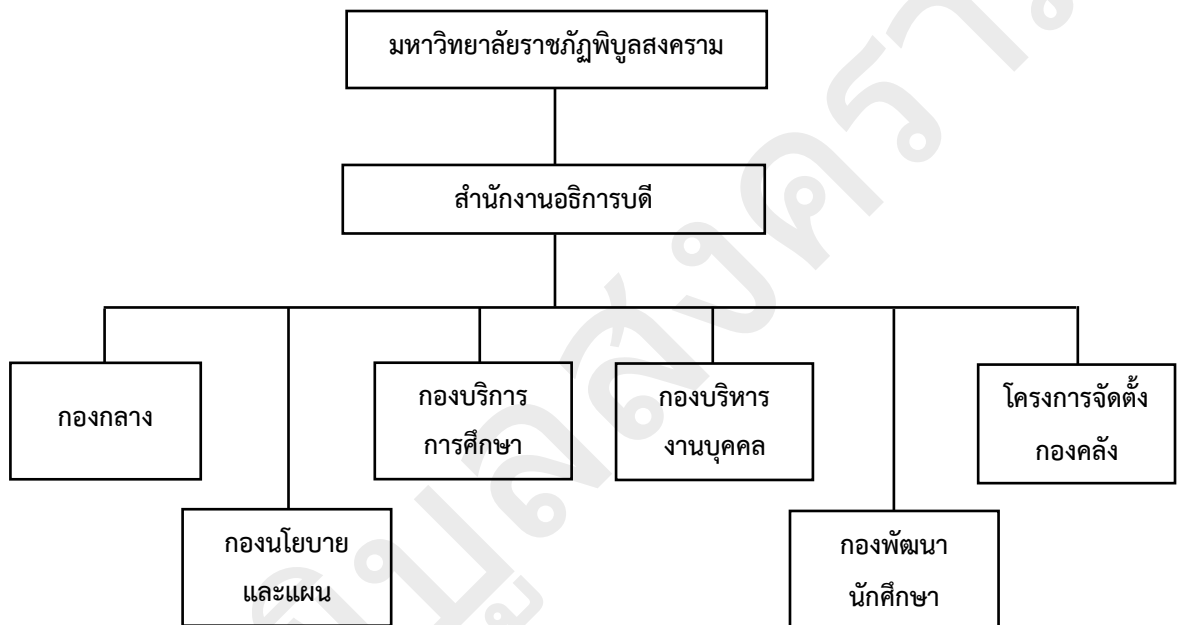 มหาวิทยาลัยราชภัฏพิบูลสงคราม
สำนักงานอธิการบดี
กองกลาง
กองบริการ
การศึกษา
กองบริหาร
งานบุคคล
โครงการจัดตั้ง
กองคลัง
กองนโยบาย
และแผน
กองพัฒนา
นักศึกษา